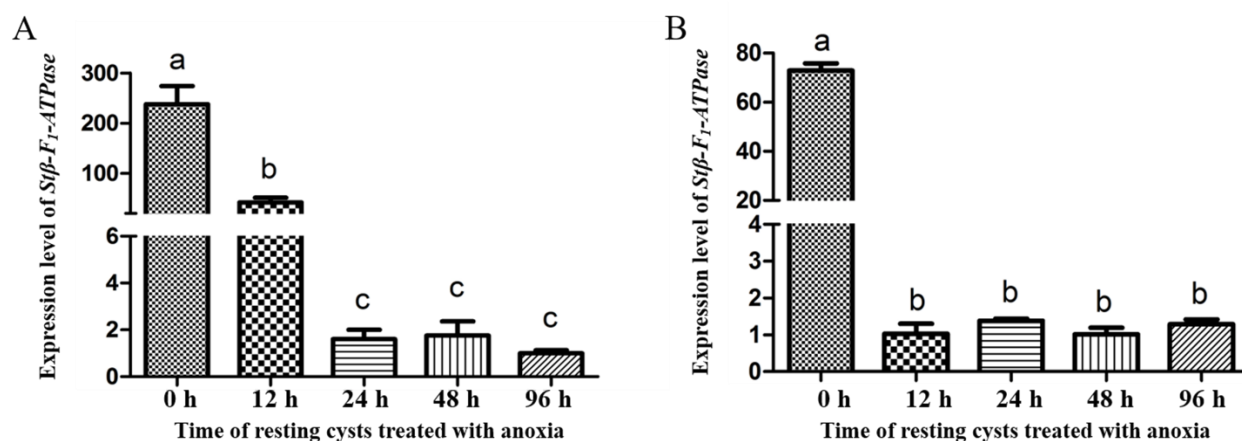 A
Expression level of Stβ-F₁-ATPase
300
200
100
6
4
2
0
a
b
c
c
c
0 h
12 h
24 h
48 h
96 h
Time of resting cysts treated with anoxia
B
Expression level of Stβ-F₁-ATPase
80
60
40
20
4
3
2
1
0
a
b
b
b
b
0 h
12 h
24 h
48 h
96 h
Time of resting cysts treated with anoxia